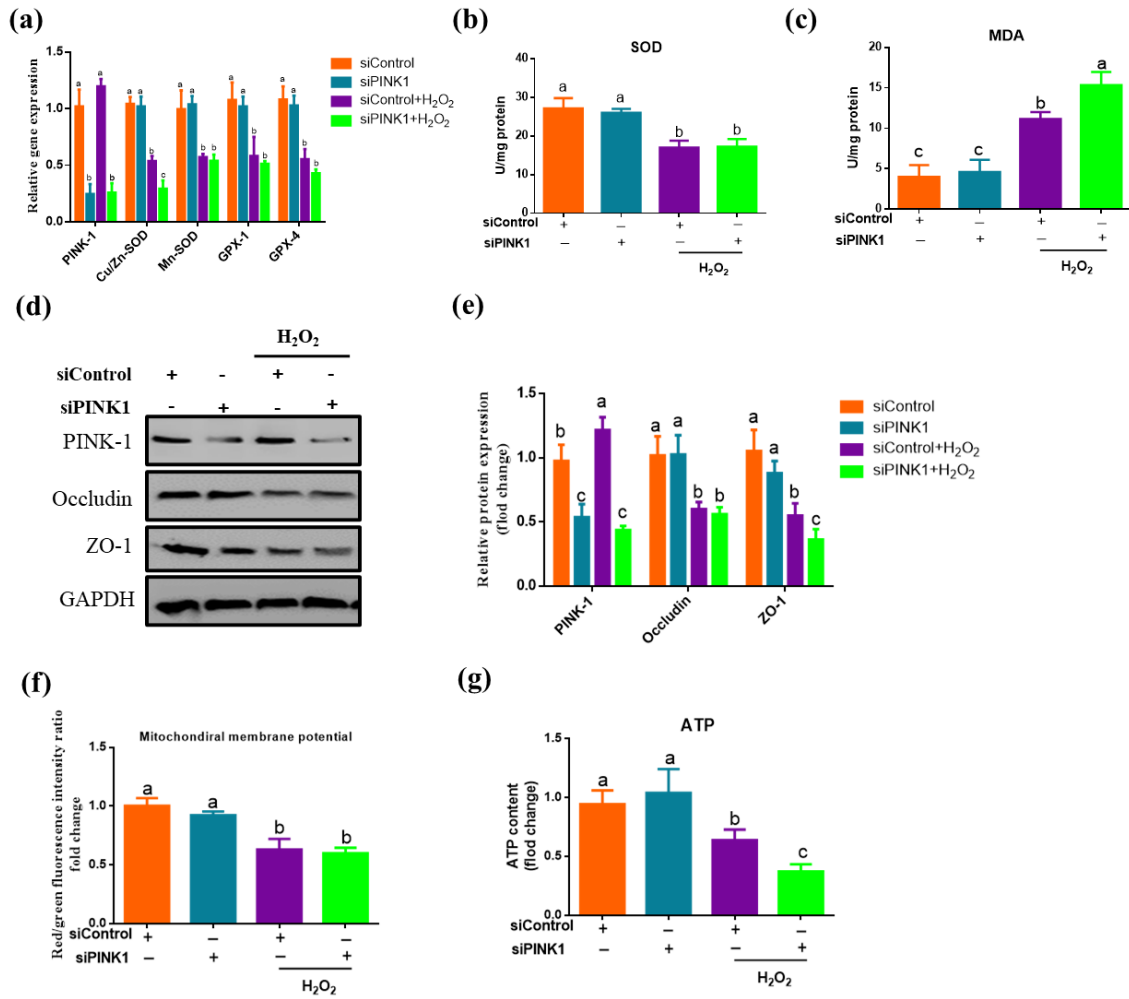 (a)
Relative gene expression
1.5
1.0
0.5
0.0
a
b
a
b
a
a
b
c
a
a
b
b
a
a
b
b
a
a
b
b
PINK-1
Cu/Zn-SOD
Mn-SOD
GPX-1
GPX-4
siControl
siPINK1
siControl+H₂O₂
siPINK1+H₂O₂
(b)
SOD
U/mg protein
40
30
20
10
0
a
a
b
b
siControl + – + –
siPINK1 – + – +
H₂O₂
(c)
MDA
U/mg protein
20
15
10
5
0
c
c
b
a
siControl + – + –
siPINK1 – + – +
H₂O₂
(d)
H₂O₂
siControl + - + -
siPINK1 - + - +
PINK-1
Occludin
ZO-1
GAPDH
(e)
Relative protein expression
(flod change)
1.5
1.0
0.5
0.0
b
c
a
c
a
a
b
b
a
a
b
c
PINK-1
Occludin
ZO-1
siControl
siPINK1
siControl+H₂O₂
siPINK1+H₂O₂
(f)
Mitochondiral membrane potential
Red/green fluorescence intensity ratio
fold change
1.5
1.0
0.5
0.0
a
a
b
b
siControl + – + –
siPINK1 – + – +
H₂O₂
(g)
ATP
ATP content
(flod change)
1.5
1.0
0.5
0.0
a
a
b
c
siControl + – + –
siPINK1 – + – +
H₂O₂